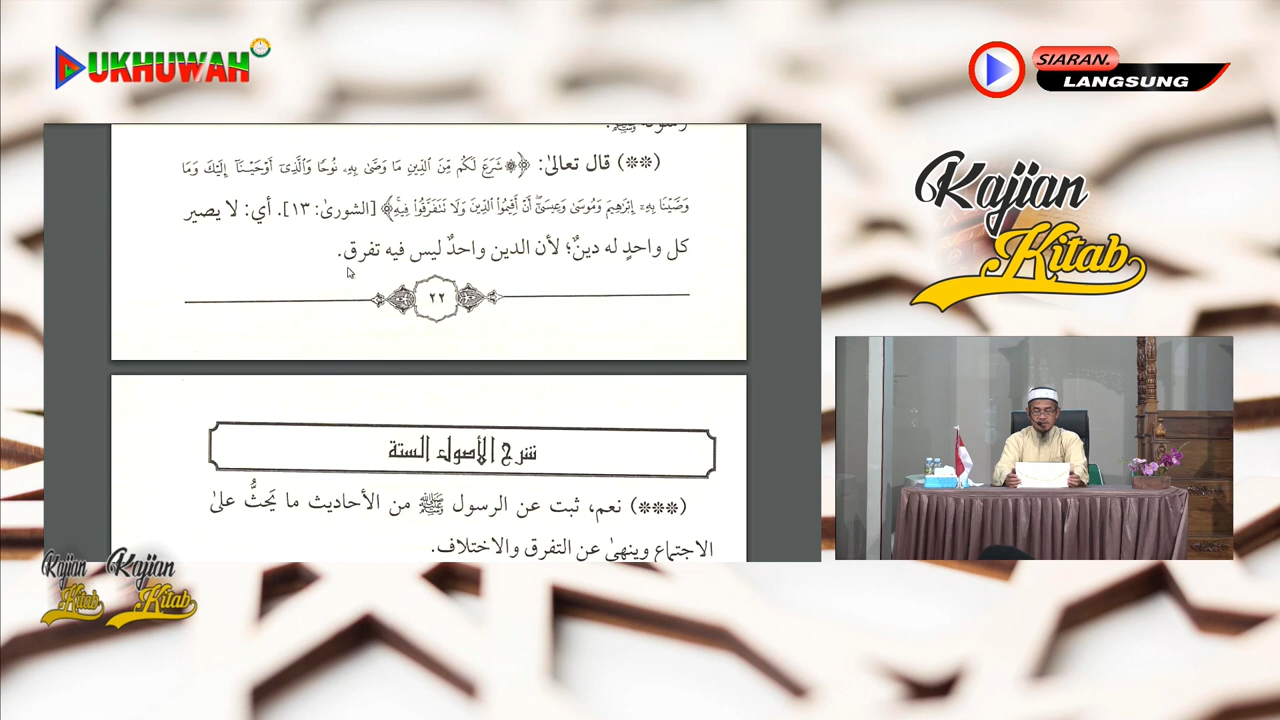 UKHUWAH
SIARAN.
LANGSUNG
(**) قال تعالىٰ: ﴿شَرَعَ لَكُم مِّنَ ٱلدِّينِ مَا وَصَّىٰ بِهِۦ نُوحًا وَٱلَّذِىٓ أَوْحَيْنَآ إِلَيْكَ وَمَا
وَصَّيْنَا بِهِۦٓ إِبْرَٰهِيمَ وَمُوسَىٰ وَعِيسَىٰٓ أَنْ أَقِيمُوا۟ ٱلدِّينَ وَلَا تَتَفَرَّقُوا۟ فِيهِ﴾ [الشورىٰ: ١٣]. أي: لا يصير
كل واحدٍ له دينٌ؛ لأن الدين واحدٌ ليس فيه تفرق.
٢٢
شرح الأصول الستة
(***) نعم، ثبت عن الرسول ﷺ من الأحاديث ما يَحثُّ علىٰ
الاجتماع وينهىٰ عن التفرق والاختلاف.
Kajian
Kitab
Kajian
Kitab
Kajian
Kitab